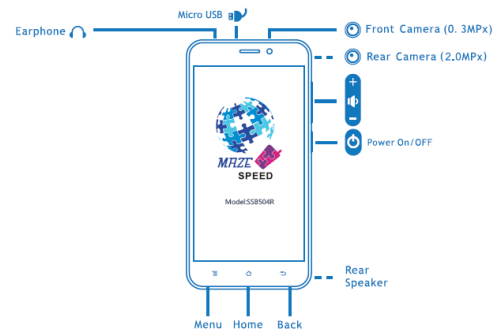 Micro USB
Earphone
Front Camera (0. 3MPx)
Rear Camera (2.0MPx)
+
−
Power On/OFF
MAZE
SPEED
Model:SSB504R
Rear
Speaker
Menu Home Back